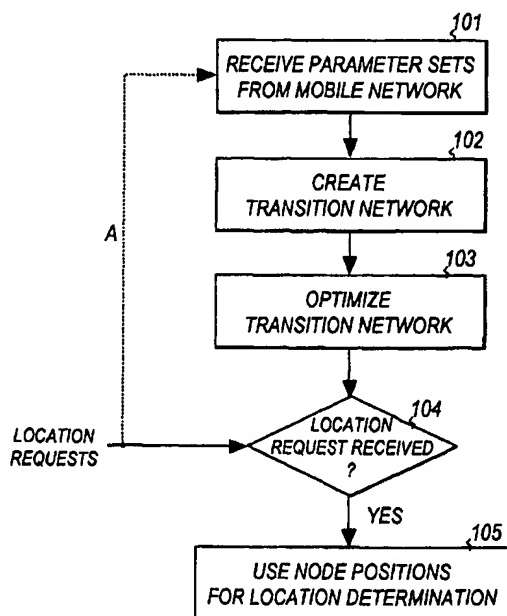 101
RECEIVE PARAMETER SETS
FROM MOBILE NETWORK
102
CREATE
TRANSITION NETWORK
A
103
OPTIMIZE
TRANSITION NETWORK
104
LOCATION
REQUEST RECEIVED
?
LOCATION
REQUESTS
YES
105
USE NODE POSITIONS
FOR LOCATION DETERMINATION